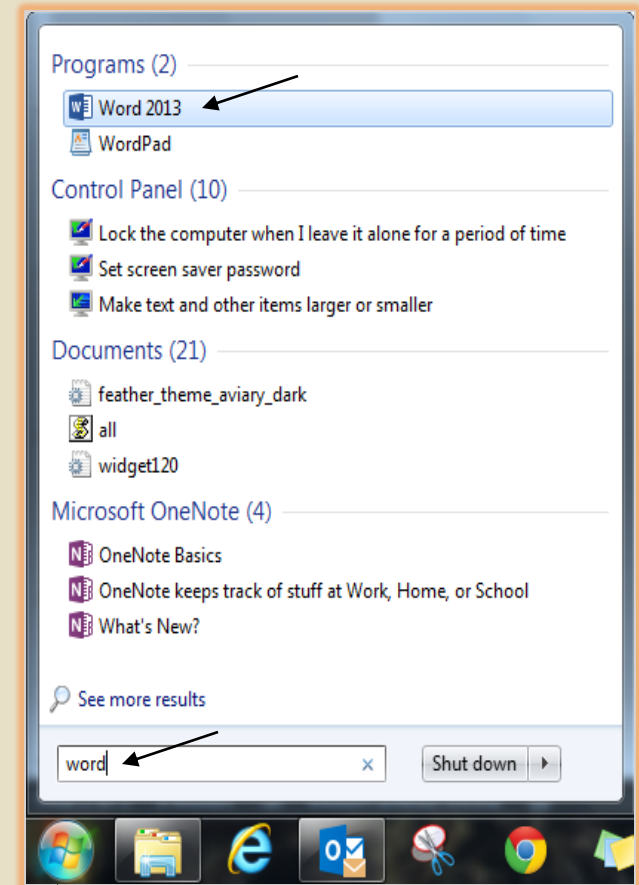 Programs (2)
Word 2013
WordPad
Control Panel (10)
Lock the computer when I leave it alone for a period of time
Set screen saver password
Make text and other items larger or smaller
Documents (21)
feather_theme_aviary_dark
all
widget120
Microsoft OneNote (4)
OneNote Basics
OneNote keeps track of stuff at Work, Home, or School
What's New?
See more results
word
Shut down